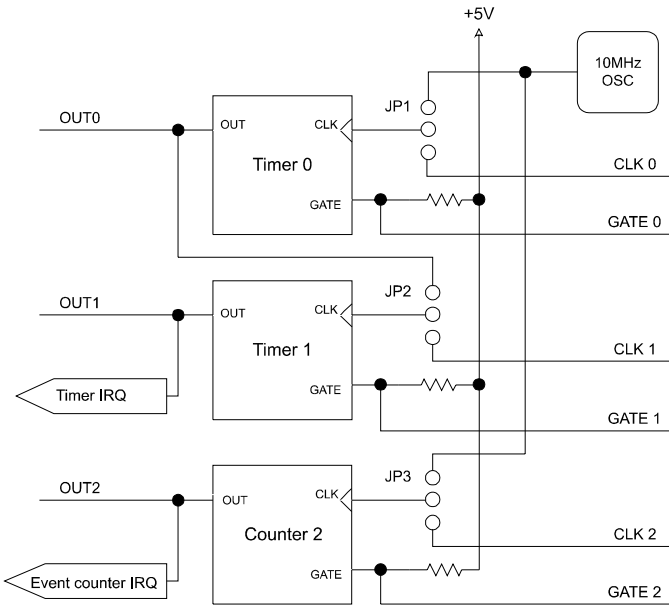 +5V
10MHz
OSC
OUT0
OUT
CLK
JP1
Timer 0
CLK 0
GATE
GATE 0
OUT1
OUT
CLK
JP2
Timer 1
CLK 1
Timer IRQ
GATE
GATE 1
OUT2
OUT
CLK
JP3
Counter 2
CLK 2
Event counter IRQ
GATE
GATE 2